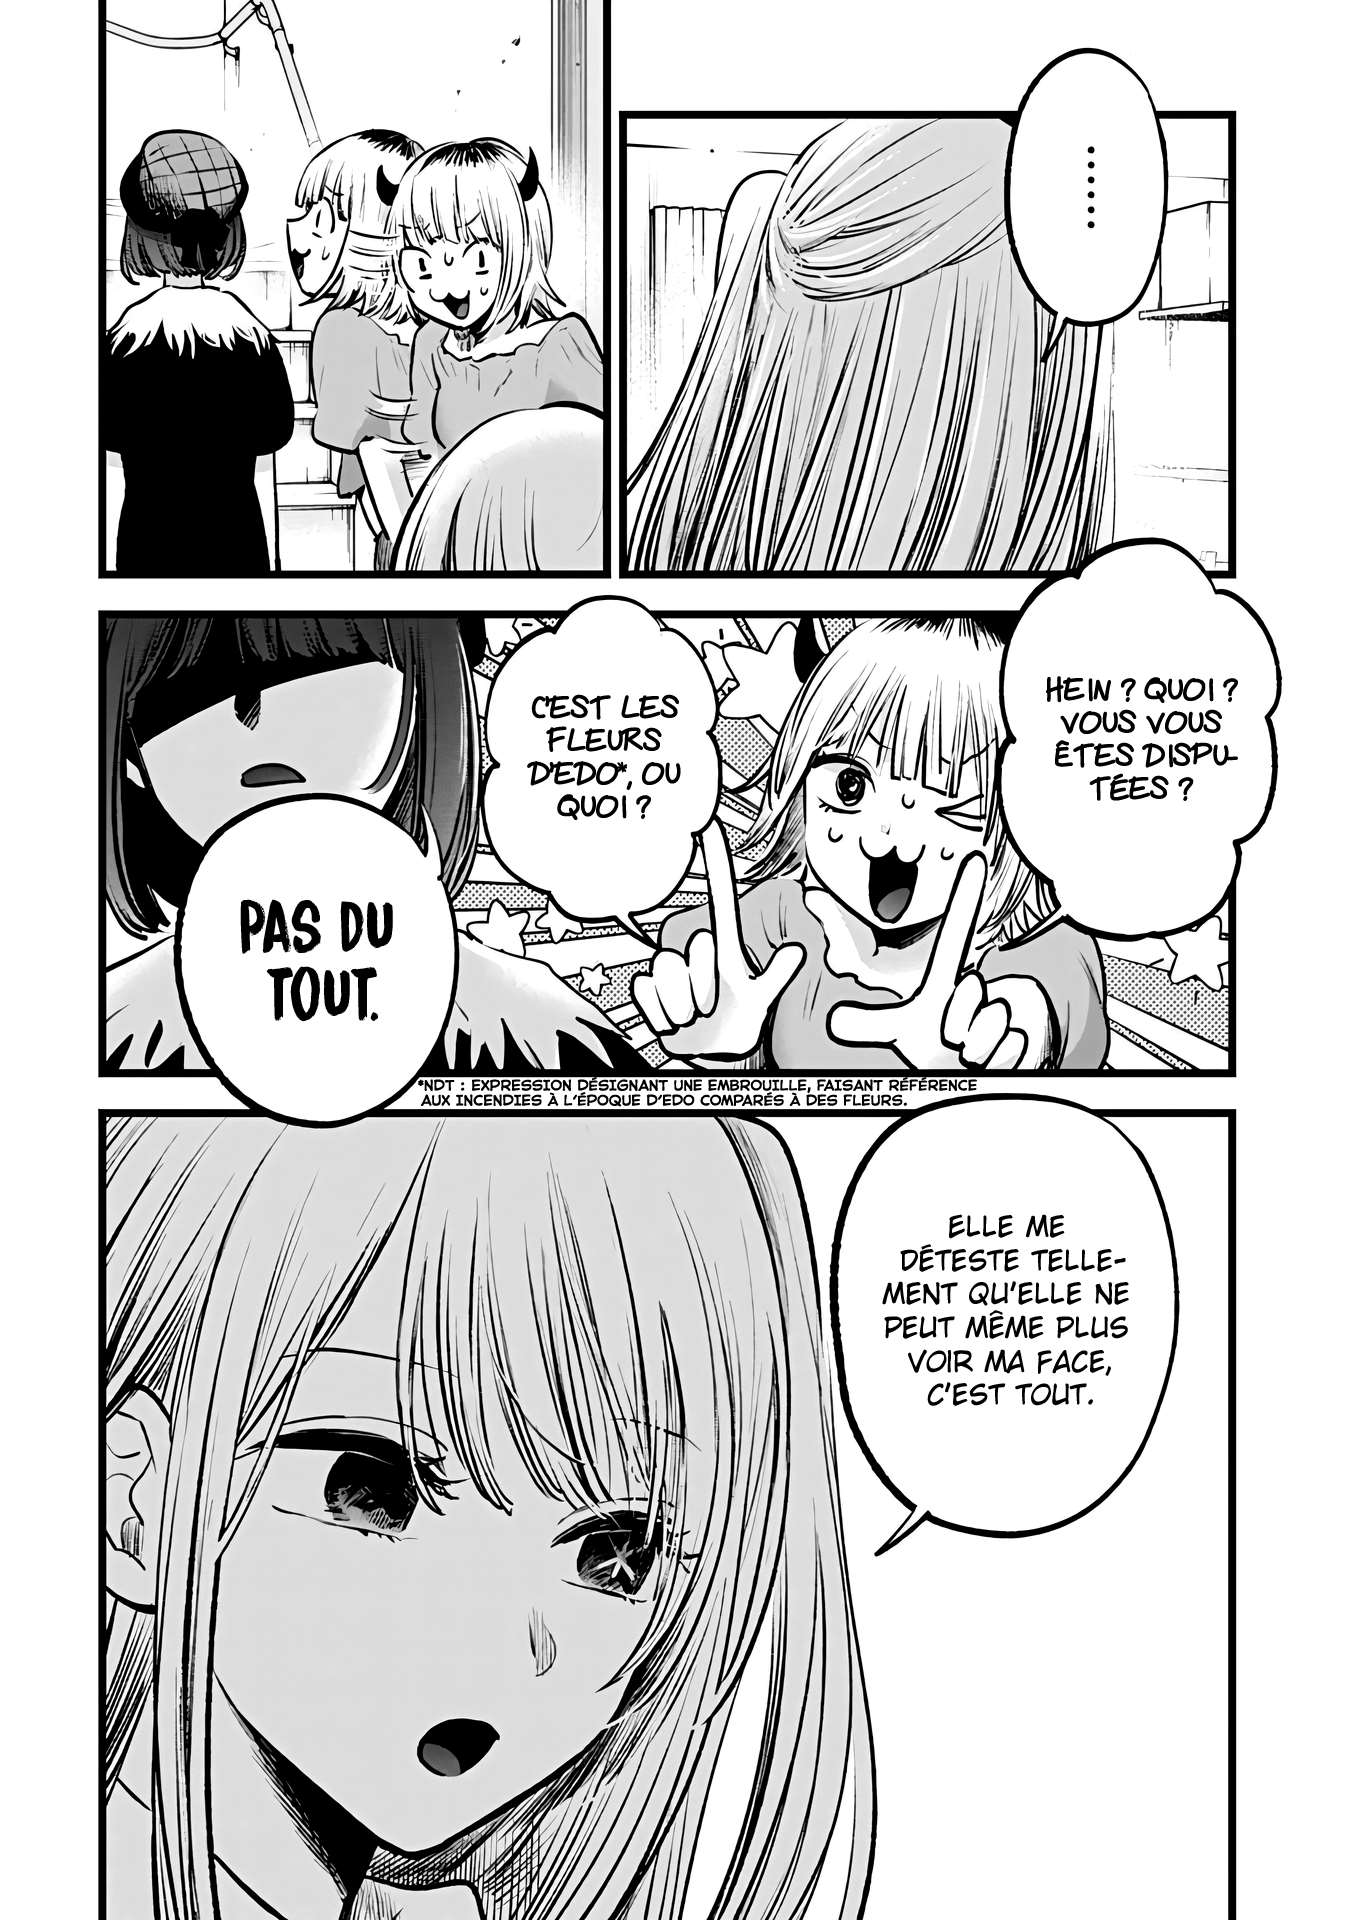 ......
HEIN ? QUOI ?
VOUS VOUS
ÊTES DISPU-
TÉES ?
C'EST LES
FLEURS
D'EDO*, OU
QUOI ?
PAS DU
TOUT.
*NDT : EXPRESSION DÉSIGNANT UNE EMBROUILLE, FAISANT RÉFÉRENCE
AUX INCENDIES À L'ÉPOQUE D'EDO COMPARÉS À DES FLEURS.
ELLE ME
DÉTESTE TELLE-
MENT QU'ELLE NE
PEUT MÊME PLUS
VOIR MA FACE,
C'EST TOUT.